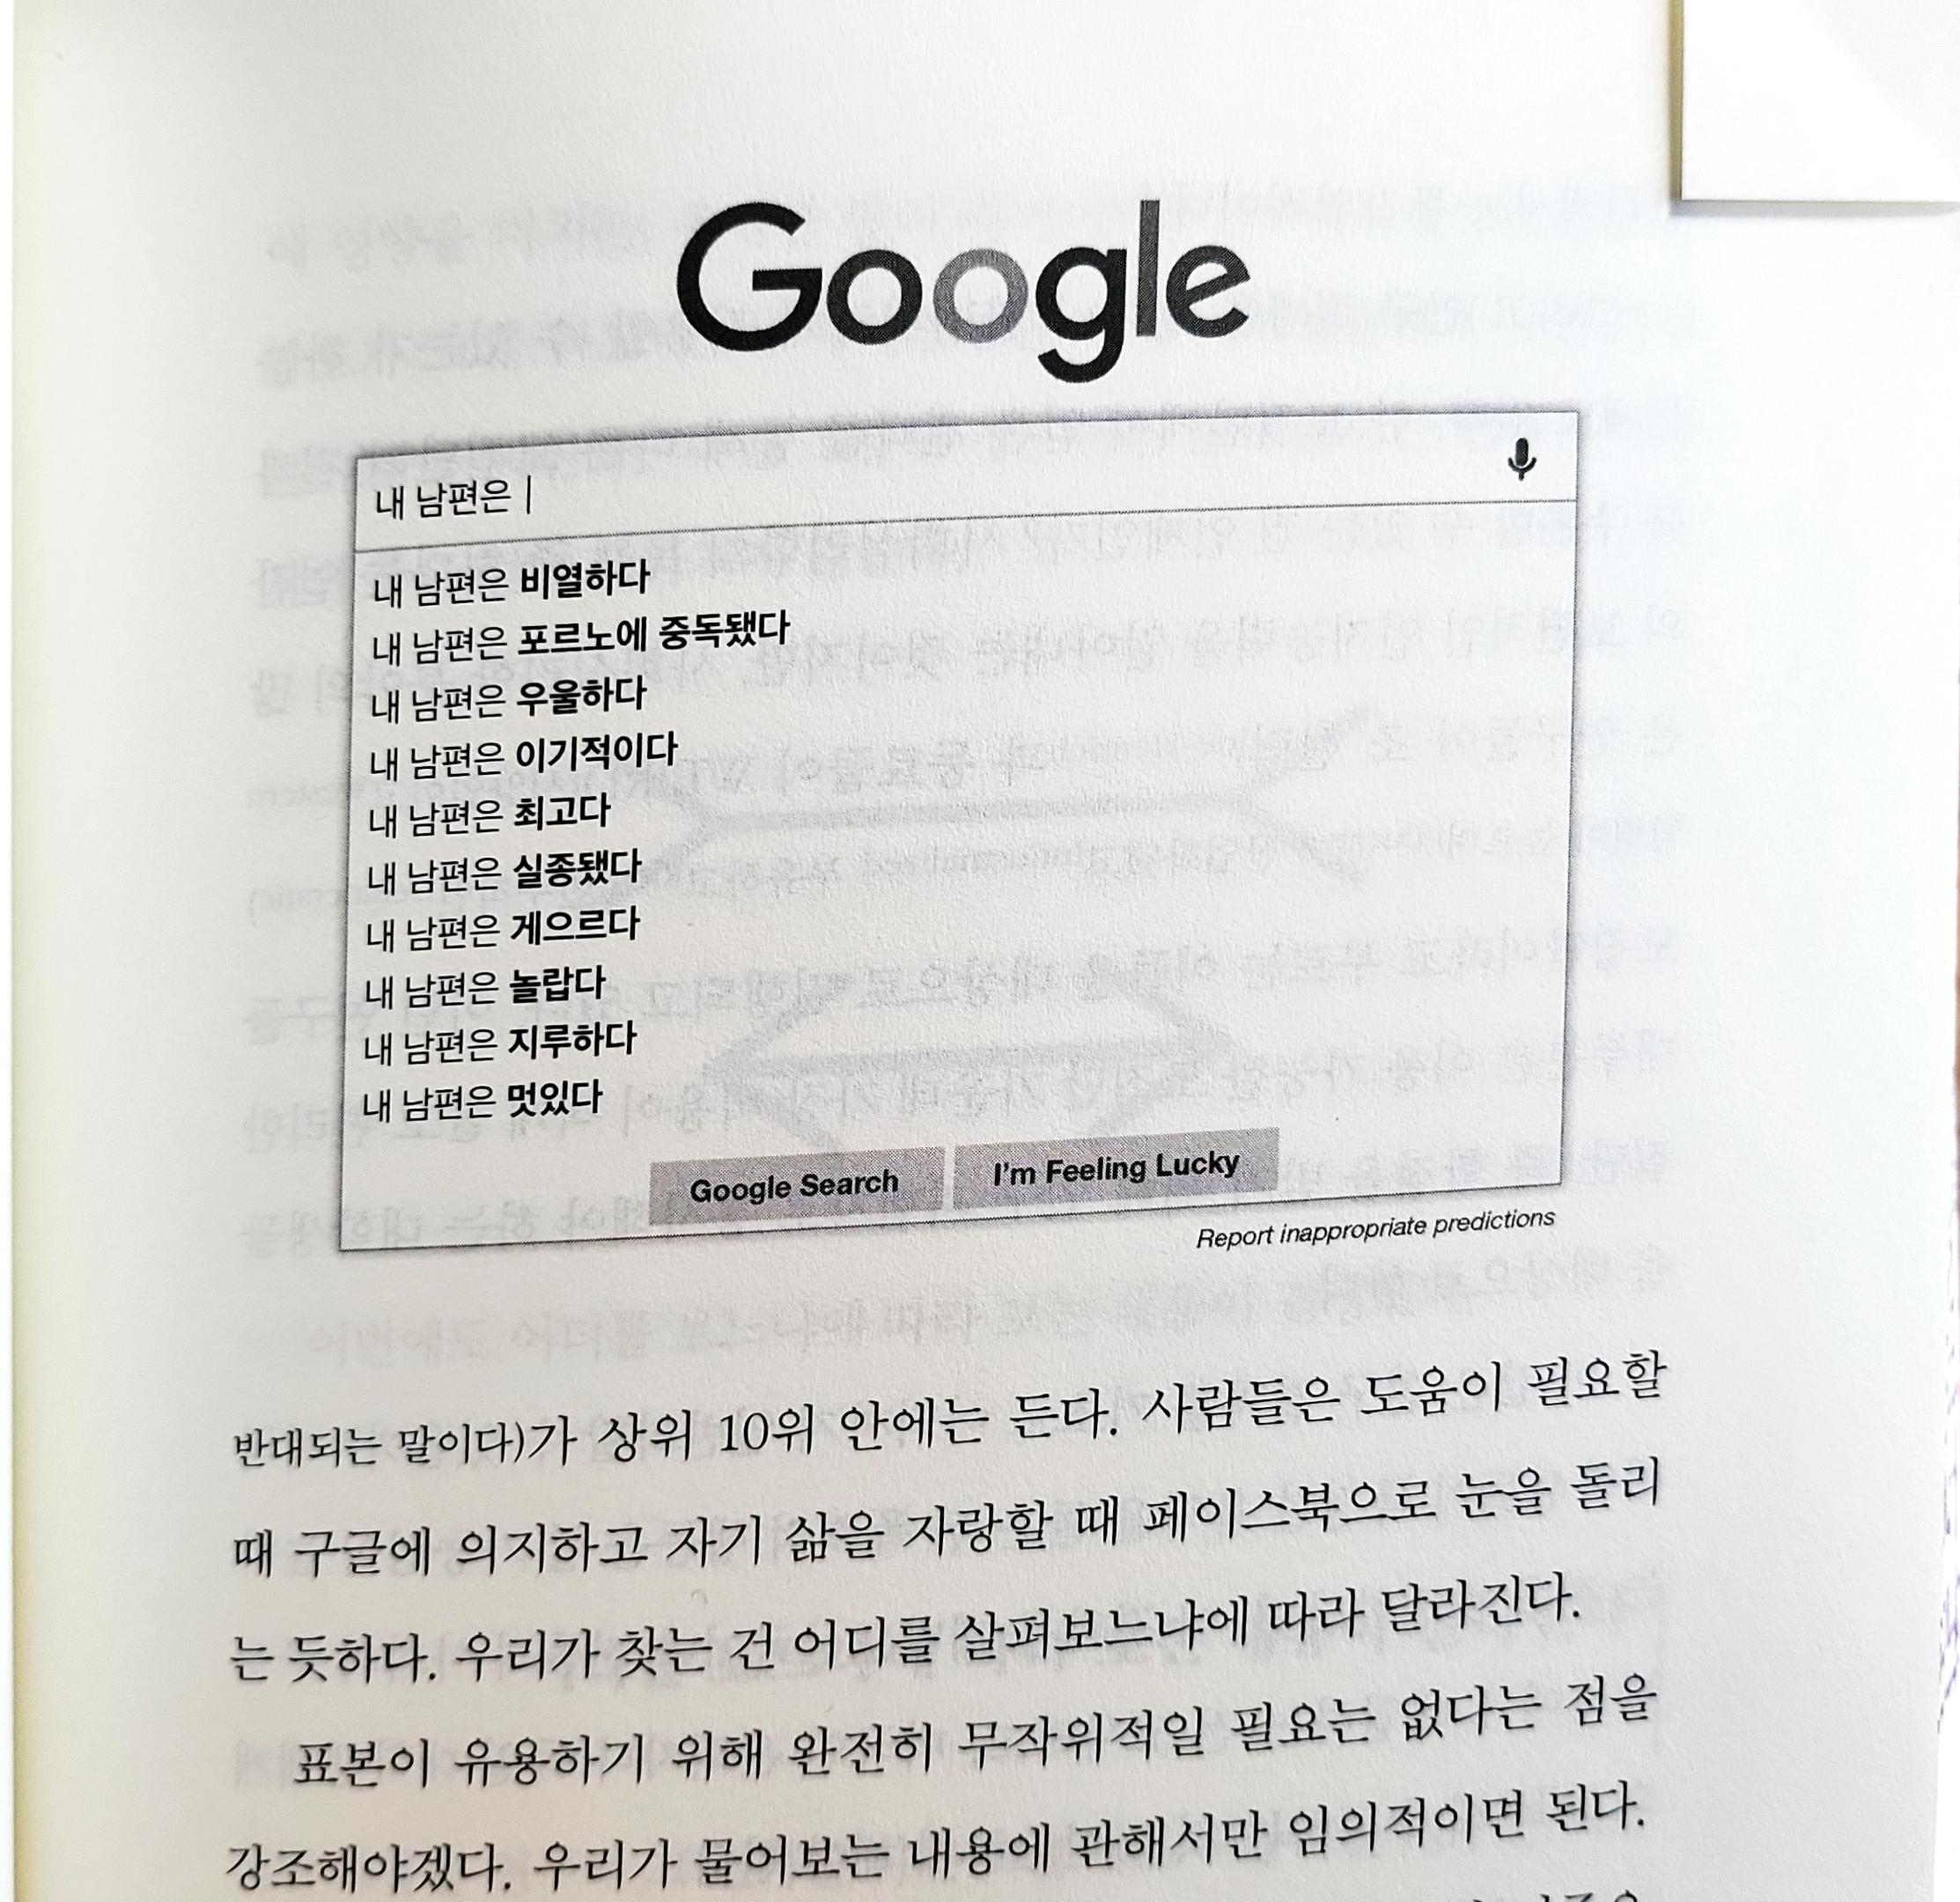 Google
내 남편은
내 남편은 비열하다
내 남편은 포르노에 중독됐다
내 남편은 우울하다
내 남편은 이기적이다
내 남편은 최고다
내 남편은 실종됐다
내 남편은 게으르다
내 남편은 놀랍다
내 남편은 지루하다
내 남편은 멋있다
Google Search I'm Feeling Lucky
Report inappropriate predictions
반대되는 말이다)가 상위 10위 안에는 든다. 사람들은 도움이 필요할
때 구글에 의지하고 자기 삶을 자랑할 때 페이스북으로 눈을 돌리
는 듯하다. 우리가 찾는 건 어디를 살펴보느냐에 따라 달라진다.
표본이 유용하기 위해 완전히 무작위적일 필요는 없다는 점을
강조해야겠다. 우리가 물어보는 내용에 관해서만 임의적이면 된다.